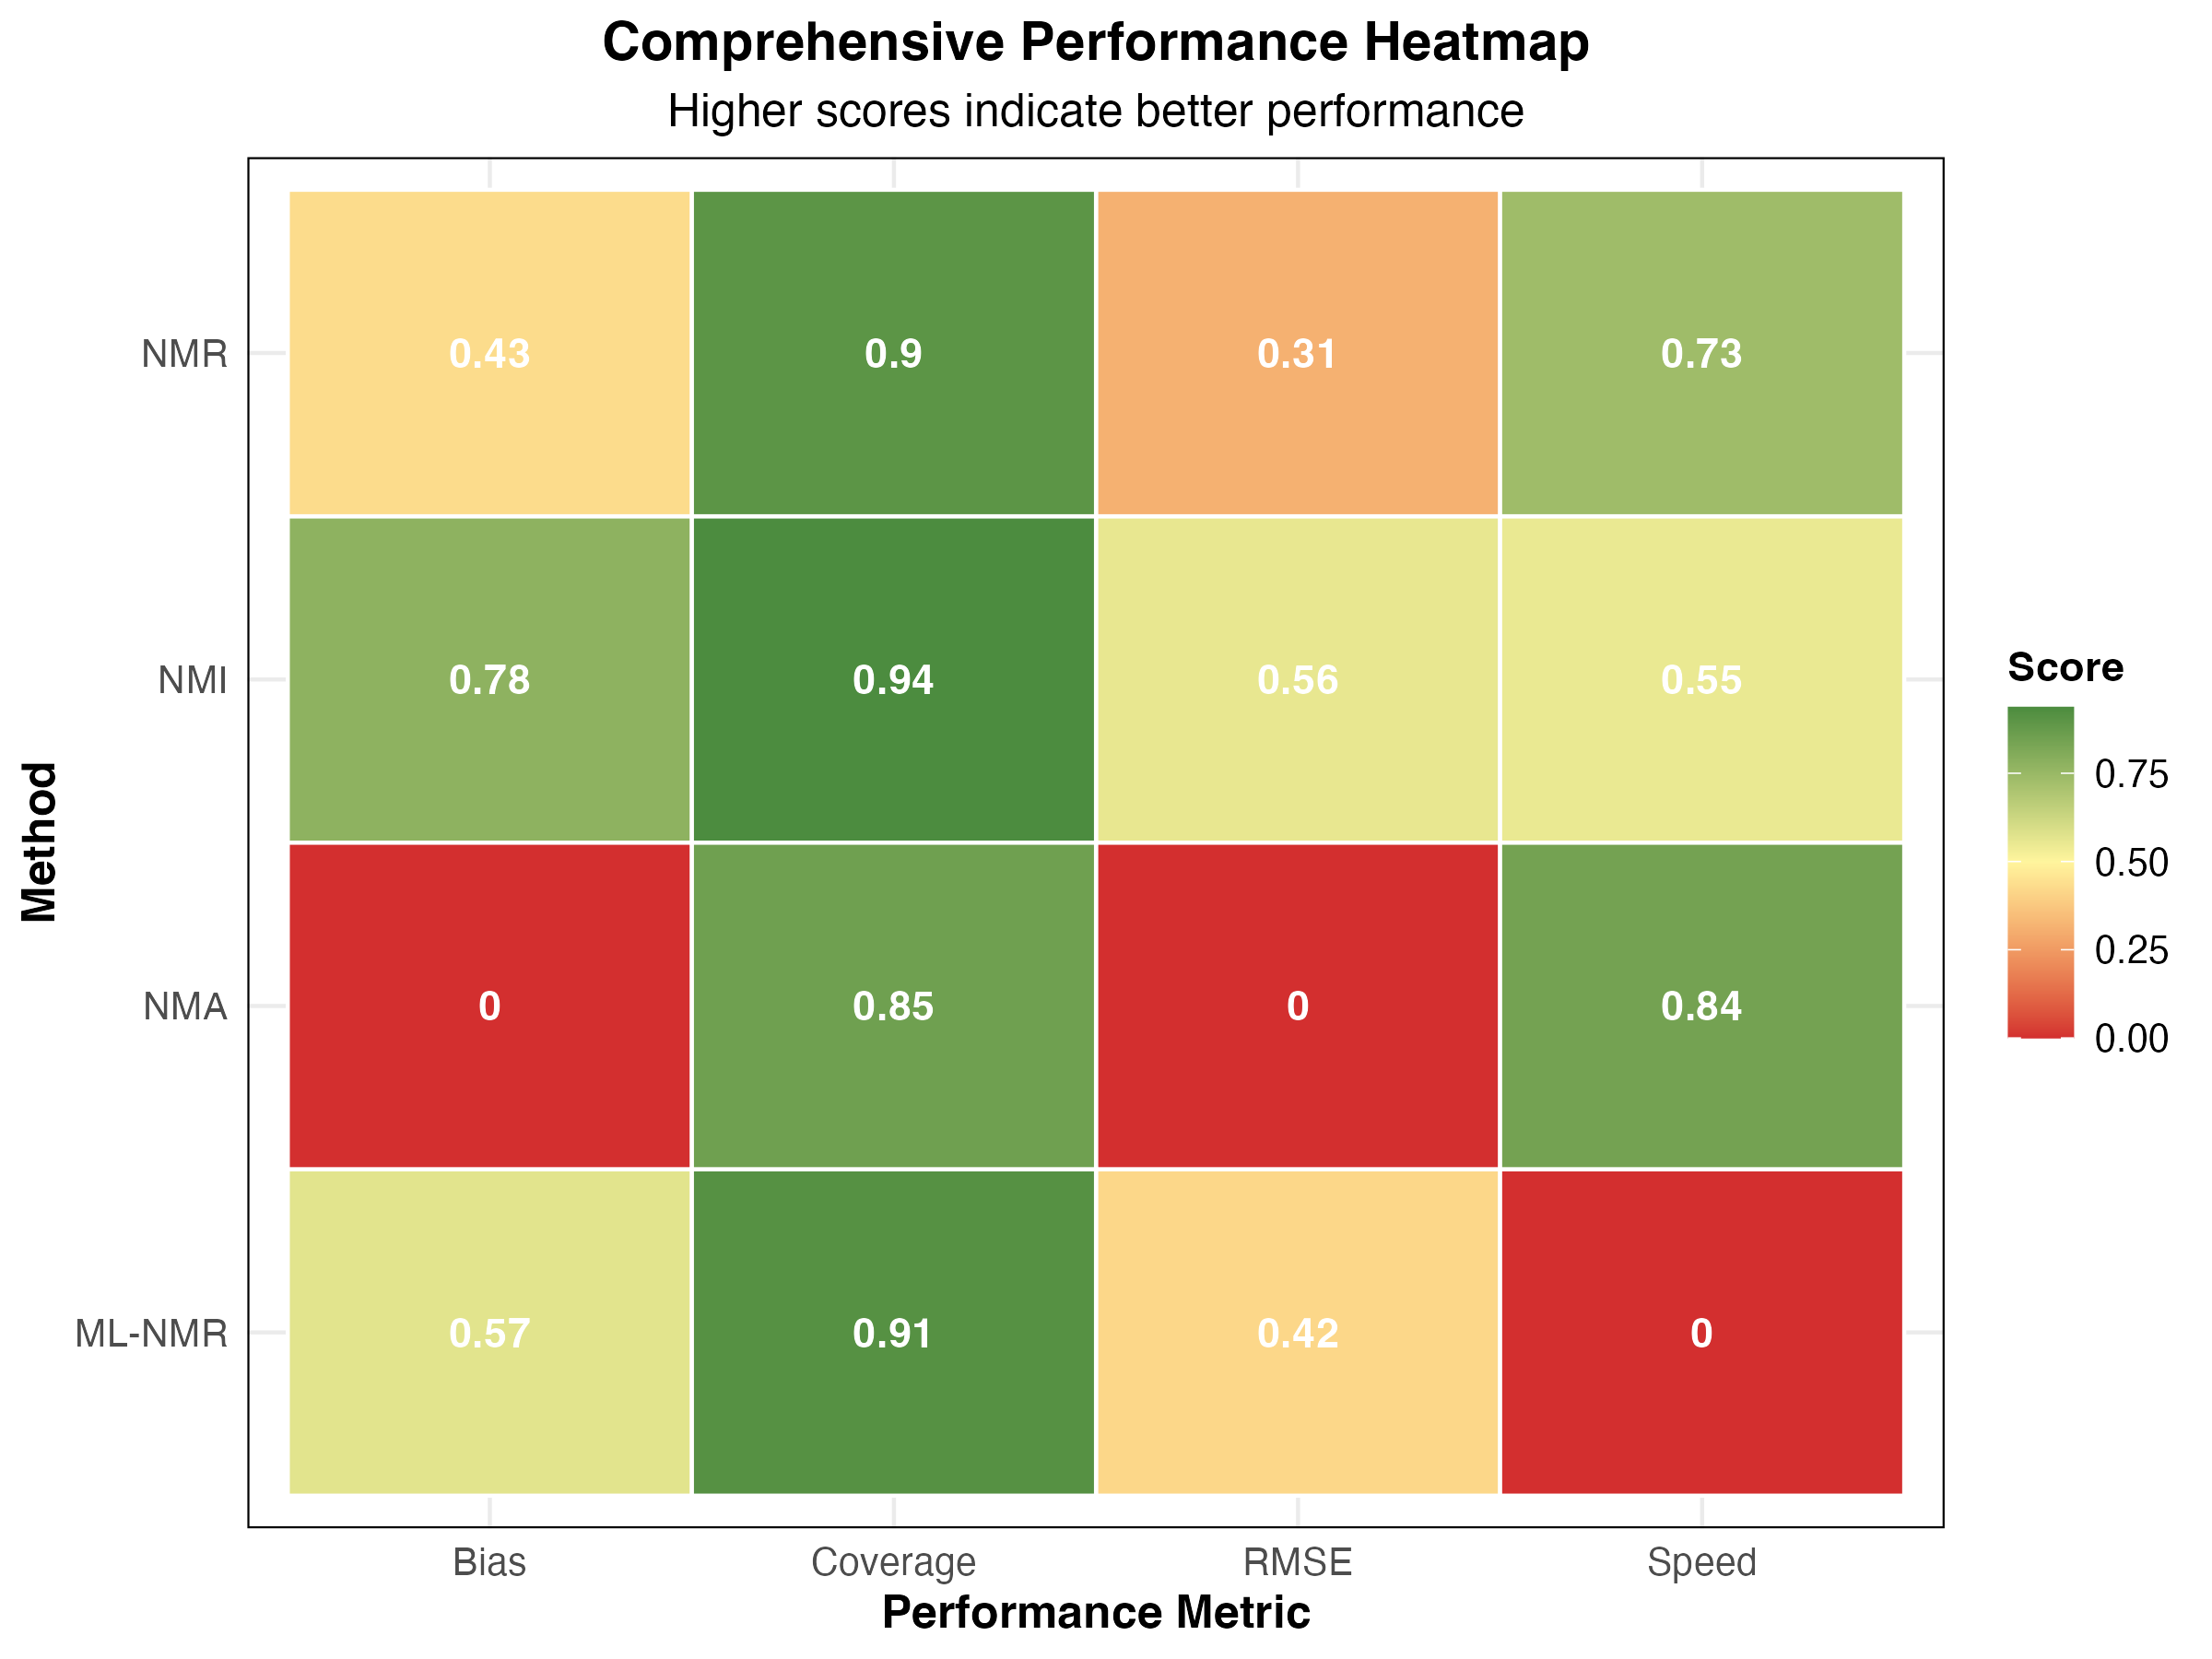 Comprehensive Performance Heatmap
Higher scores indicate better performance
Method
NMR
0.43
0.9
0.31
0.73
NMI
0.78
0.94
0.56
0.55
NMA
0
0.85
0
0.84
ML-NMR
0.57
0.91
0.42
0
Bias
Coverage
RMSE
Speed
Performance Metric
Score
0.75
0.50
0.25
0.00